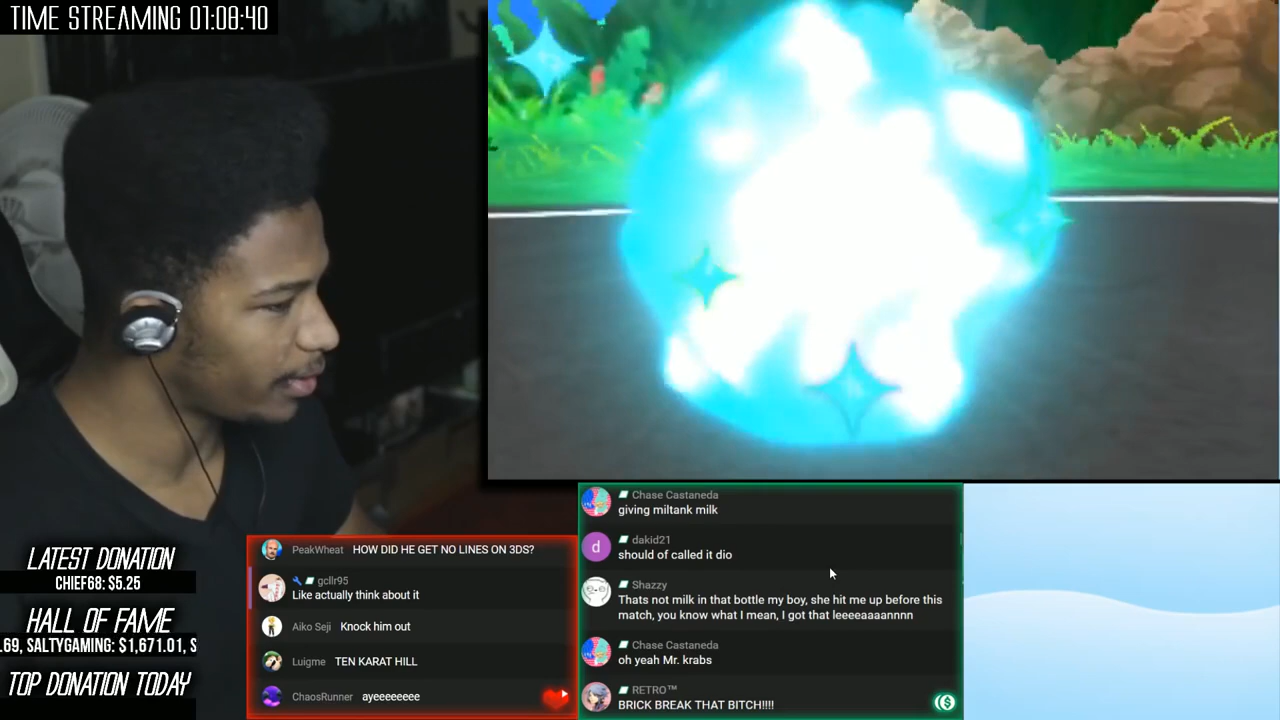 TIME STREAMING 01:08:40
LATEST DONATION
CHIEF68: $5.25
HALL OF FAME
.69, SALTYGAMING: $1,671.01, $
TOP DONATION TODAY
PeakWheat HOW DID HE GET NO LINES ON 3DS?
gcllr95
Like actually think about it
Aiko Seji Knock him out
Luigme TEN KARAT HILL
ChaosRunner ayeeeeeeee
Chase Castaneda
giving miltank milk
d
dakid21
should of called it dio
Shazzy
Thats not milk in that bottle my boy, she hit me up before this
match, you know what I mean, I got that leeeeaaaannnn
Chase Castaneda
oh yeah Mr. krabs
RETRO™
BRICK BREAK THAT BITCH!!!!